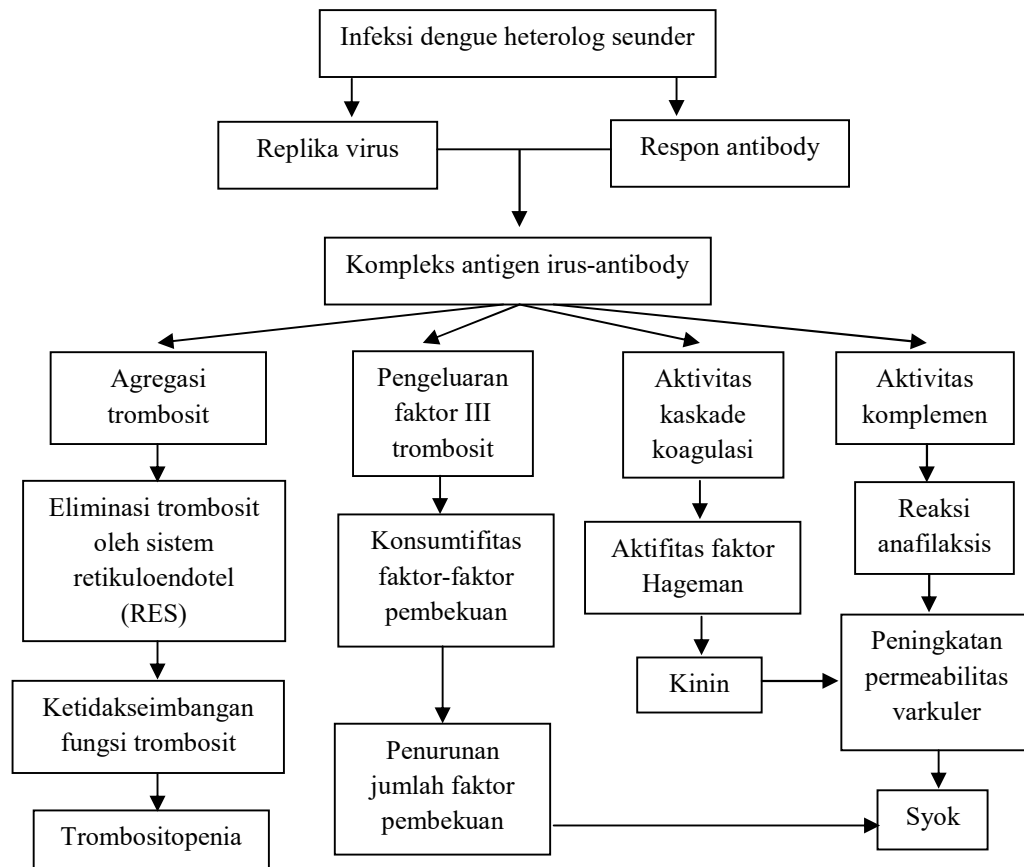 Infeksi dengue heterolog seunder
Replika virus
Respon antibody
Kompleks antigen irus-antibody
Agregasi
trombosit
Pengeluaran
faktor III
trombosit
Aktivitas
kaskade
koagulasi
Aktivitas
komplemen
Eliminasi trombosit
oleh sistem
retikuloendotel
(RES)
Konsumtifitas
faktor-faktor
pembekuan
Aktifitas faktor
Hageman
Reaksi
anafilaksis
Kinin
Peningkatan
permeabilitas
varkuler
Ketidakseimbangan
fungsi trombosit
Penurunan
jumlah faktor
pembekuan
Syok
Trombositopenia